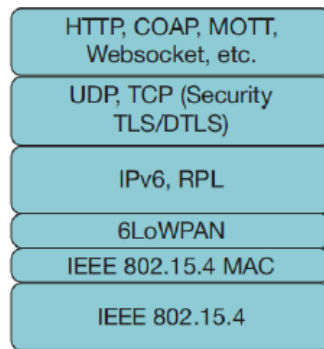 HTTP, COAP, MOTT,
Websocket, etc.
UDP, TCP (Security
TLS/DTLS)
IPv6, RPL
6LoWPAN
IEEE 802.15.4 MAC
IEEE 802.15.4